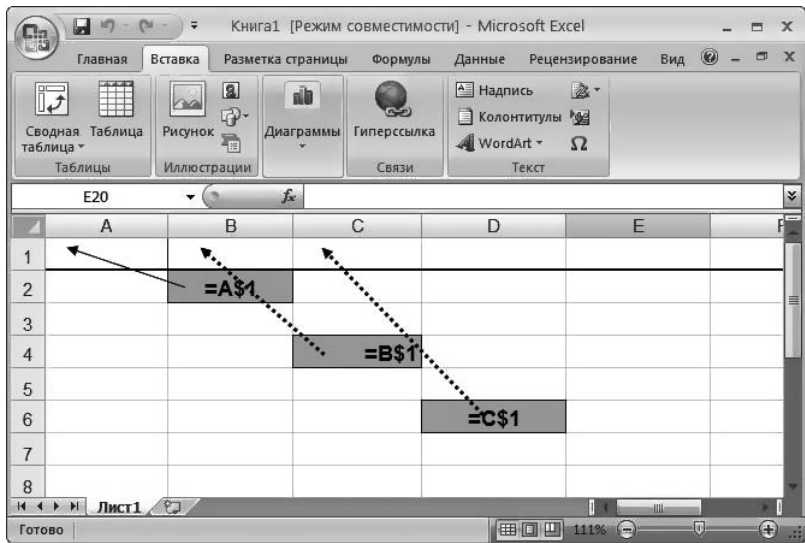 Книга1 [Режим совместимости] - Microsoft Excel
Главная Вставка Разметка страницы Формулы Данные Рецензирование Вид
Сводная таблица Таблица Рисунок Диаграммы Гиперссылка Надпись
Колонтитулы
WordArt Ω
Таблицы Иллюстрации Связи Текст
E20 fx
A B C D E F
1
2 =A$1
3
4 =B$1
5
6 =C$1
7
8
Лист1
Готово 111%